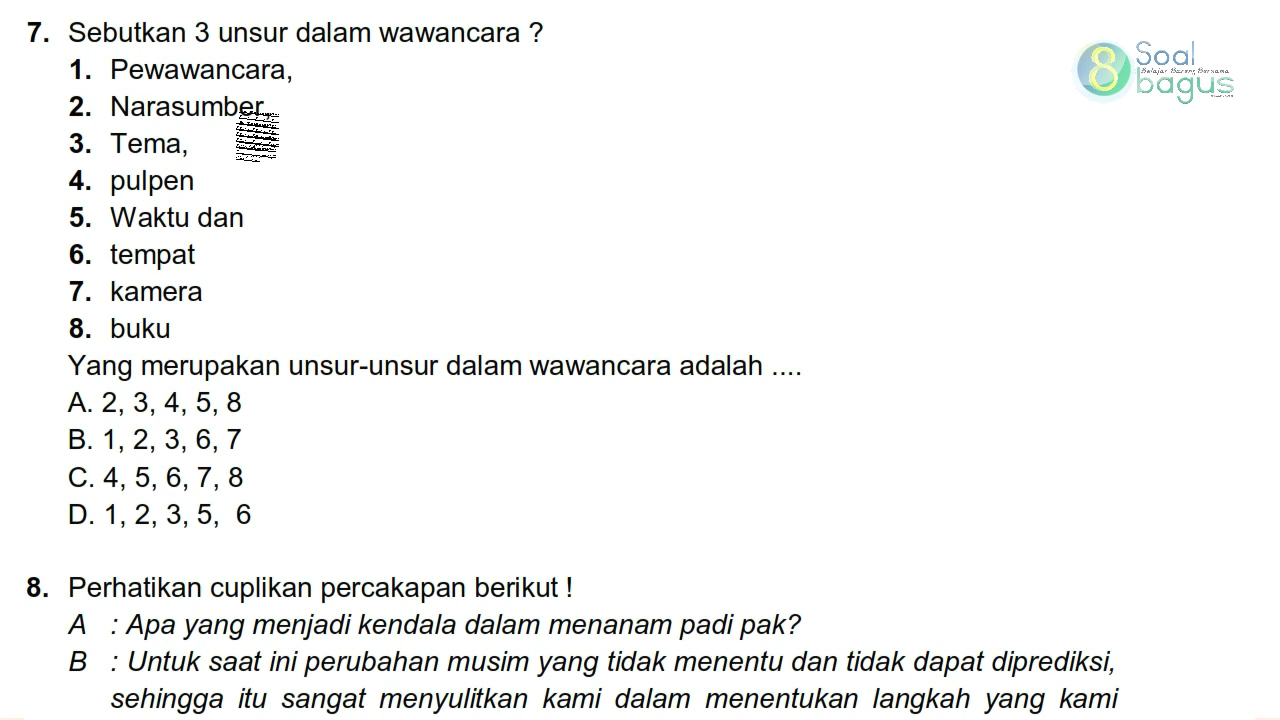 7. Sebutkan 3 unsur dalam wawancara ?
1. Pewawancara,
2. Narasumber,
3. Tema,
4. pulpen
5. Waktu dan
6. tempat
7. kamera
8. buku
Yang merupakan unsur-unsur dalam wawancara adalah ....
A. 2, 3, 4, 5, 8
B. 1, 2, 3, 6, 7
C. 4, 5, 6, 7, 8
D. 1, 2, 3, 5, 6
8. Perhatikan cuplikan percakapan berikut !
A : Apa yang menjadi kendala dalam menanam padi pak?
B : Untuk saat ini perubahan musim yang tidak menentu dan tidak dapat diprediksi,
sehingga itu sangat menyulitkan kami dalam menentukan langkah yang kami
8 Soal
Belajar Bareng Bersama
bagus